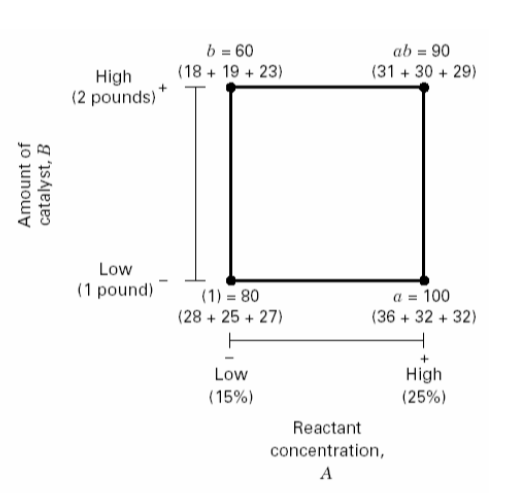 b = 60
(18 + 19 + 23)
ab = 90
(31 + 30 + 29)
High
(2 pounds)
+
Amount of
catalyst, B
Low
(1 pound)
−
(1) = 80
(28 + 25 + 27)
a = 100
(36 + 32 + 32)
−
Low
(15%)
+
High
(25%)
Reactant
concentration,
A